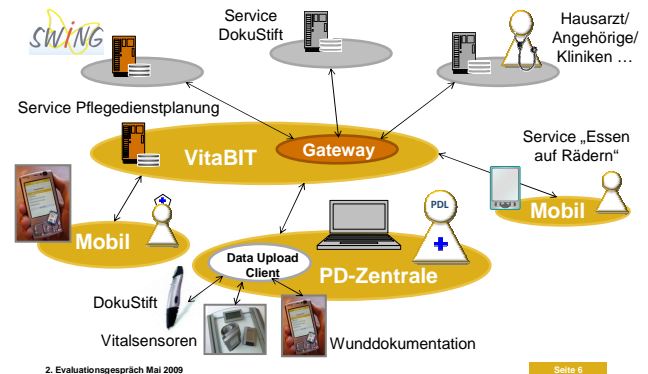 SWING
Service
DokuStift
Hausarzt/
Angehörige/
Kliniken …
Service Pflegedienstplanung
VitaBIT
Gateway
Service „Essen
auf Rädern“
Mobil
Mobil
PDL
Data Upload
Client
PD-Zentrale
DokuStift
Vitalsensoren
Wunddokumentation
2. Evaluationsgespräch Mai 2009
Seite 6